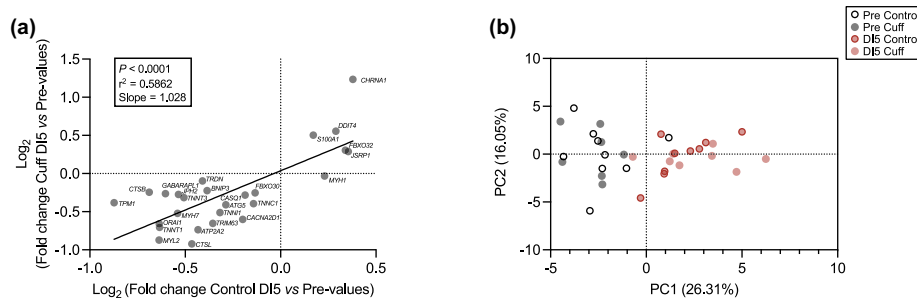 (a)
P < 0.0001
r² = 0.5862
Slope = 1.028
Log₂
(Fold change Cuff DI5 vs Pre-values)
1.5
1.0
0.5
0.0
-0.5
-1.0
CHRNA1
DDIT4
S100A1
FBXO32
JSRP1
MYH1
TRDN
GABARAPL1
CTSB
JPH2
BNIP3
FBXO30
TNNT3
CASQ1
TPM1
ATG5
TNNC1
MYH7
TNNI1
CACNA2D1
ORAI1
TRIM63
TNNT1
ATP2A2
MYL2
CTSL
-1.0
-0.5
0.0
0.5
Log₂ (Fold change Control DI5 vs Pre-values)
(b)
Pre Control
Pre Cuff
DI5 Control
DI5 Cuff
PC2 (16.05%)
10
5
0
-5
-10
-5
0
5
10
PC1 (26.31%)